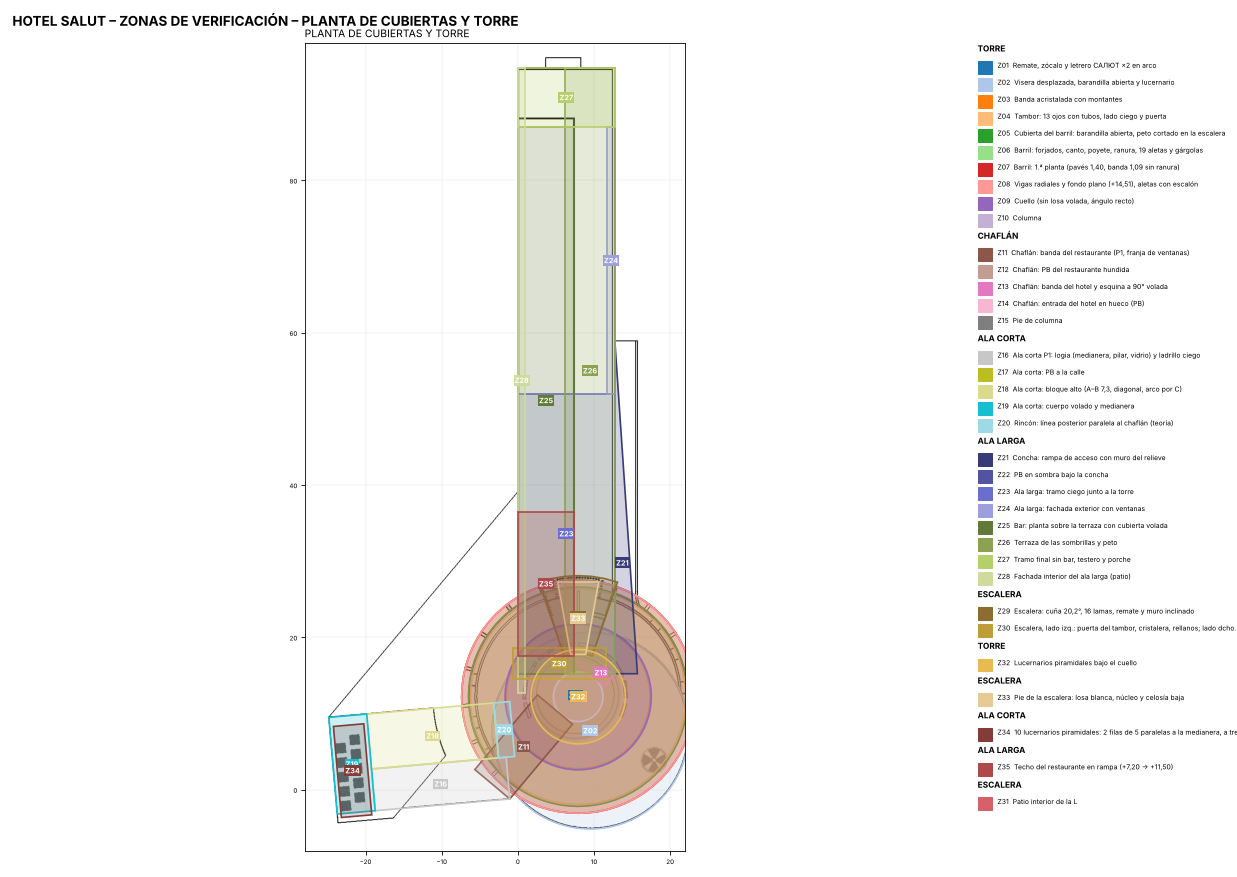 HOTEL SALUT – ZONAS DE VERIFICACIÓN – PLANTA DE CUBIERTAS Y TORRE
PLANTA DE CUBIERTAS Y TORRE
Z27
80
Z24
60
Z26
Z28
Z25
40
Z23
Z21
Z35
Z33
20
Z30
Z13
Z32
Z02
Z20
Z18
Z11
Z19
Z34
Z16
0
−20
−10
0
10
20
TORRE
Z01 Remate, zócalo y letrero САЛЮТ ×2 en arco
Z02 Visera desplazada, barandilla abierta y lucernario
Z03 Banda acristalada con montantes
Z04 Tambor: 13 ojos con tubos, lado ciego y puerta
Z05 Cubierta del barril: barandilla abierta, peto cortado en la escalera
Z06 Barril: forjados, canto, poyete, ranura, 19 aletas y gárgolas
Z07 Barril: 1.ª planta (pavés 1,40, banda 1,09 sin ranura)
Z08 Vigas radiales y fondo plano (+14,51), aletas con escalón
Z09 Cuello (sin losa volada, ángulo recto)
Z10 Columna
CHAFLÁN
Z11 Chaflán: banda del restaurante (P1, franja de ventanas)
Z12 Chaflán: PB del restaurante hundida
Z13 Chaflán: banda del hotel y esquina a 90° volada
Z14 Chaflán: entrada del hotel en hueco (PB)
Z15 Pie de columna
ALA CORTA
Z16 Ala corta P1: logia (medianera, pilar, vidrio) y ladrillo ciego
Z17 Ala corta: PB a la calle
Z18 Ala corta: bloque alto (A–B 7,3, diagonal, arco por C)
Z19 Ala corta: cuerpo volado y medianera
Z20 Rincón: línea posterior paralela al chaflán (teoría)
ALA LARGA
Z21 Concha: rampa de acceso con muro del relieve
Z22 PB en sombra bajo la concha
Z23 Ala larga: tramo ciego junto a la torre
Z24 Ala larga: fachada exterior con ventanas
Z25 Bar: planta sobre la terraza con cubierta volada
Z26 Terraza de las sombrillas y peto
Z27 Tramo final sin bar, testero y porche
Z28 Fachada interior del ala larga (patio)
ESCALERA
Z29 Escalera: cuña 20,2°, 16 lamas, remate y muro inclinado
Z30 Escalera, lado izq.: puerta del tambor, cristalera, rellanos; lado dcho.
TORRE
Z32 Lucernarios piramidales bajo el cuello
ESCALERA
Z33 Pie de la escalera: losa blanca, núcleo y celosía baja
ALA CORTA
Z34 10 lucernarios piramidales: 2 filas de 5 paralelas a la medianera, a tre
ALA LARGA
Z35 Techo del restaurante en rampa (+7,20 → +11,50)
ESCALERA
Z31 Patio interior de la L